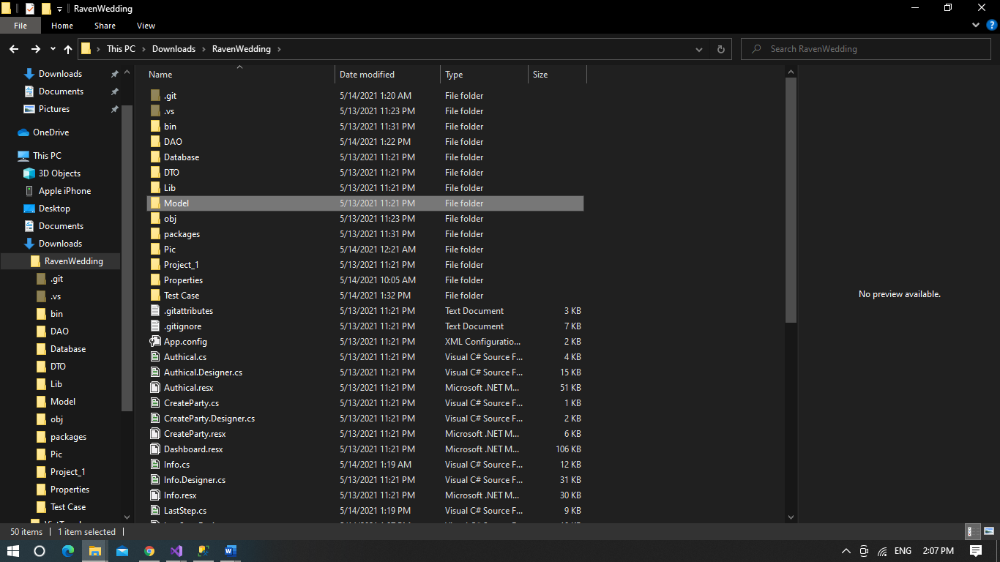 RavenWedding
File Home Share View
This PC Downloads RavenWedding
Search RavenWedding
Downloads
Documents
Pictures
OneDrive
This PC
3D Objects
Apple iPhone
Desktop
Documents
Downloads
RavenWedding
.git
.vs
bin
DAO
Database
DTO
Lib
Model
obj
packages
Pic
Project_1
Properties
Test Case
Name Date modified Type Size
.git 5/14/2021 1:20 AM File folder
.vs 5/13/2021 11:23 PM File folder
bin 5/13/2021 11:31 PM File folder
DAO 5/14/2021 1:22 PM File folder
Database 5/13/2021 11:21 PM File folder
DTO 5/13/2021 11:21 PM File folder
Lib 5/13/2021 11:21 PM File folder
Model 5/13/2021 11:21 PM File folder
obj 5/13/2021 11:23 PM File folder
packages 5/13/2021 11:31 PM File folder
Pic 5/14/2021 12:21 AM File folder
Project_1 5/13/2021 11:21 PM File folder
Properties 5/14/2021 10:05 AM File folder
Test Case 5/14/2021 1:32 PM File folder
.gitattributes 5/13/2021 11:21 PM Text Document 3 KB
.gitignore 5/13/2021 11:21 PM Text Document 7 KB
App.config 5/13/2021 11:21 PM XML Configuratio... 2 KB
Authical.cs 5/13/2021 11:21 PM Visual C# Source F... 4 KB
Authical.Designer.cs 5/13/2021 11:21 PM Visual C# Source F... 15 KB
Authical.resx 5/13/2021 11:21 PM Microsoft .NET M... 51 KB
CreateParty.cs 5/13/2021 11:21 PM Visual C# Source F... 1 KB
CreateParty.Designer.cs 5/13/2021 11:21 PM Visual C# Source F... 2 KB
CreateParty.resx 5/13/2021 11:21 PM Microsoft .NET M... 6 KB
Dashboard.resx 5/13/2021 11:21 PM Microsoft .NET M... 106 KB
Info.cs 5/14/2021 1:19 AM Visual C# Source F... 12 KB
Info.Designer.cs 5/13/2021 11:21 PM Visual C# Source F... 31 KB
Info.resx 5/13/2021 11:21 PM Microsoft .NET M... 30 KB
LastStep.cs 5/14/2021 1:19 PM Visual C# Source F... 9 KB
No preview available.
50 items 1 item selected
ENG 2:07 PM